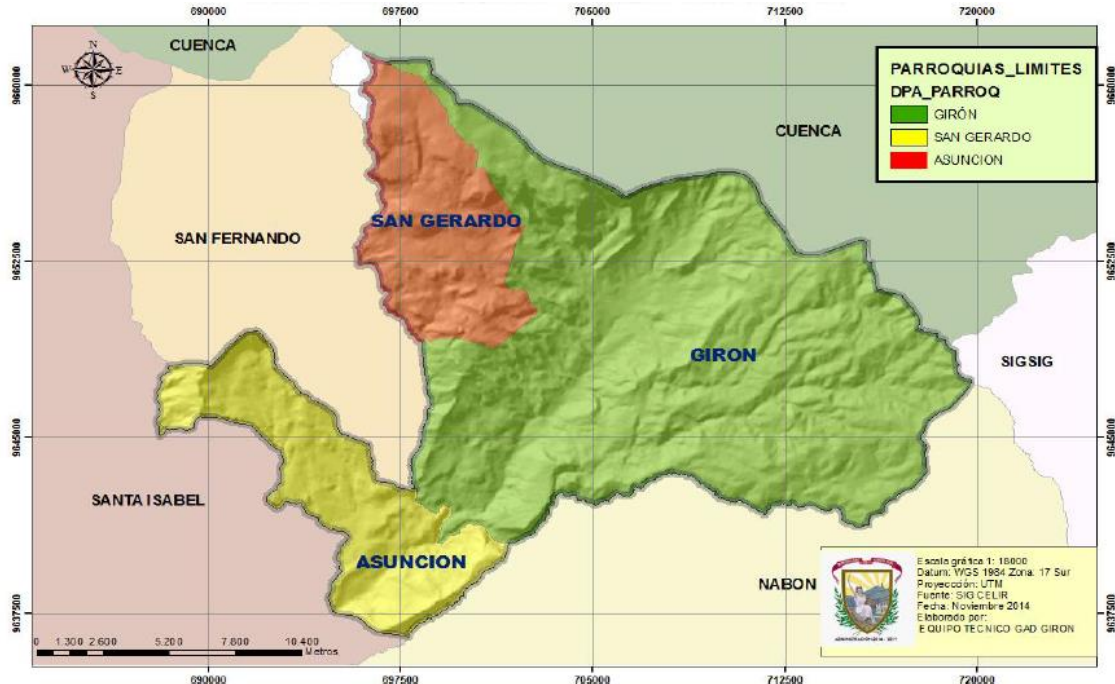 690000 697500 705000 712500 720000
CUENCA
N
W E
S
PARROQUIAS_LIMITES
DPA_PARROQ
GIRÓN
SAN GERARDO
ASUNCION
9660000 9660000
CUENCA
SAN GERARDO
SAN FERNANDO
9652500 9652500
GIRON
SIGSIG
9645000 9645000
SANTA ISABEL
ASUNCION
NABON
Escala gráfica 1: 16000
Datum: WGS 1984 Zona: 17 Sur
Proyección: UTM
Fuente: SIG CELIR
Fecha: Noviembre 2014
Elaborado por:
EQUIPO TECNICO GAD GIRON
9637500 9637500
0 1.300 2.600 5.200 7.800 10.400
Metros
690000 697500 705000 712500 720000